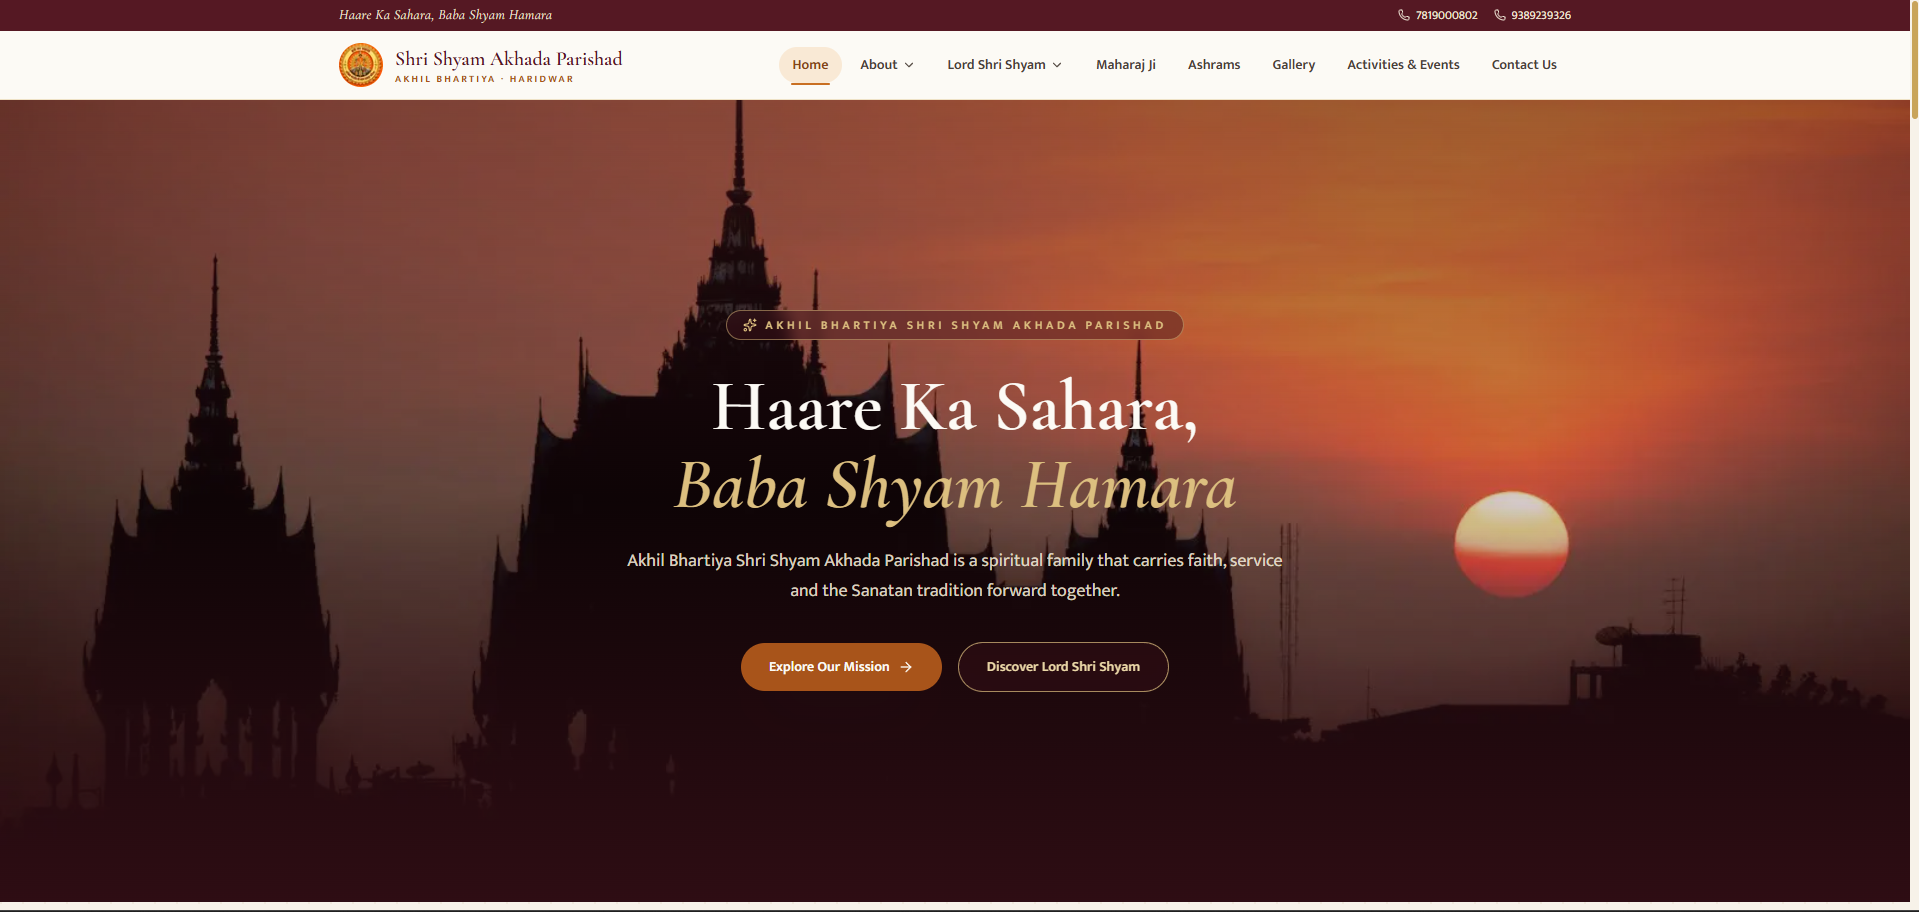 Haare Ka Sahara, Baba Shyam Hamara
7819000802
9389239326
Shri Shyam Akhada Parishad
AKHIL BHARTIYA · HARIDWAR
Home
About
Lord Shri Shyam
Maharaj Ji
Ashrams
Gallery
Activities & Events
Contact Us
AKHIL BHARTIYA SHRI SHYAM AKHADA PARISHAD
Haare Ka Sahara,
Baba Shyam Hamara
Akhil Bhartiya Shri Shyam Akhada Parishad is a spiritual family that carries faith, service
and the Sanatan tradition forward together.
Explore Our Mission
Discover Lord Shri Shyam